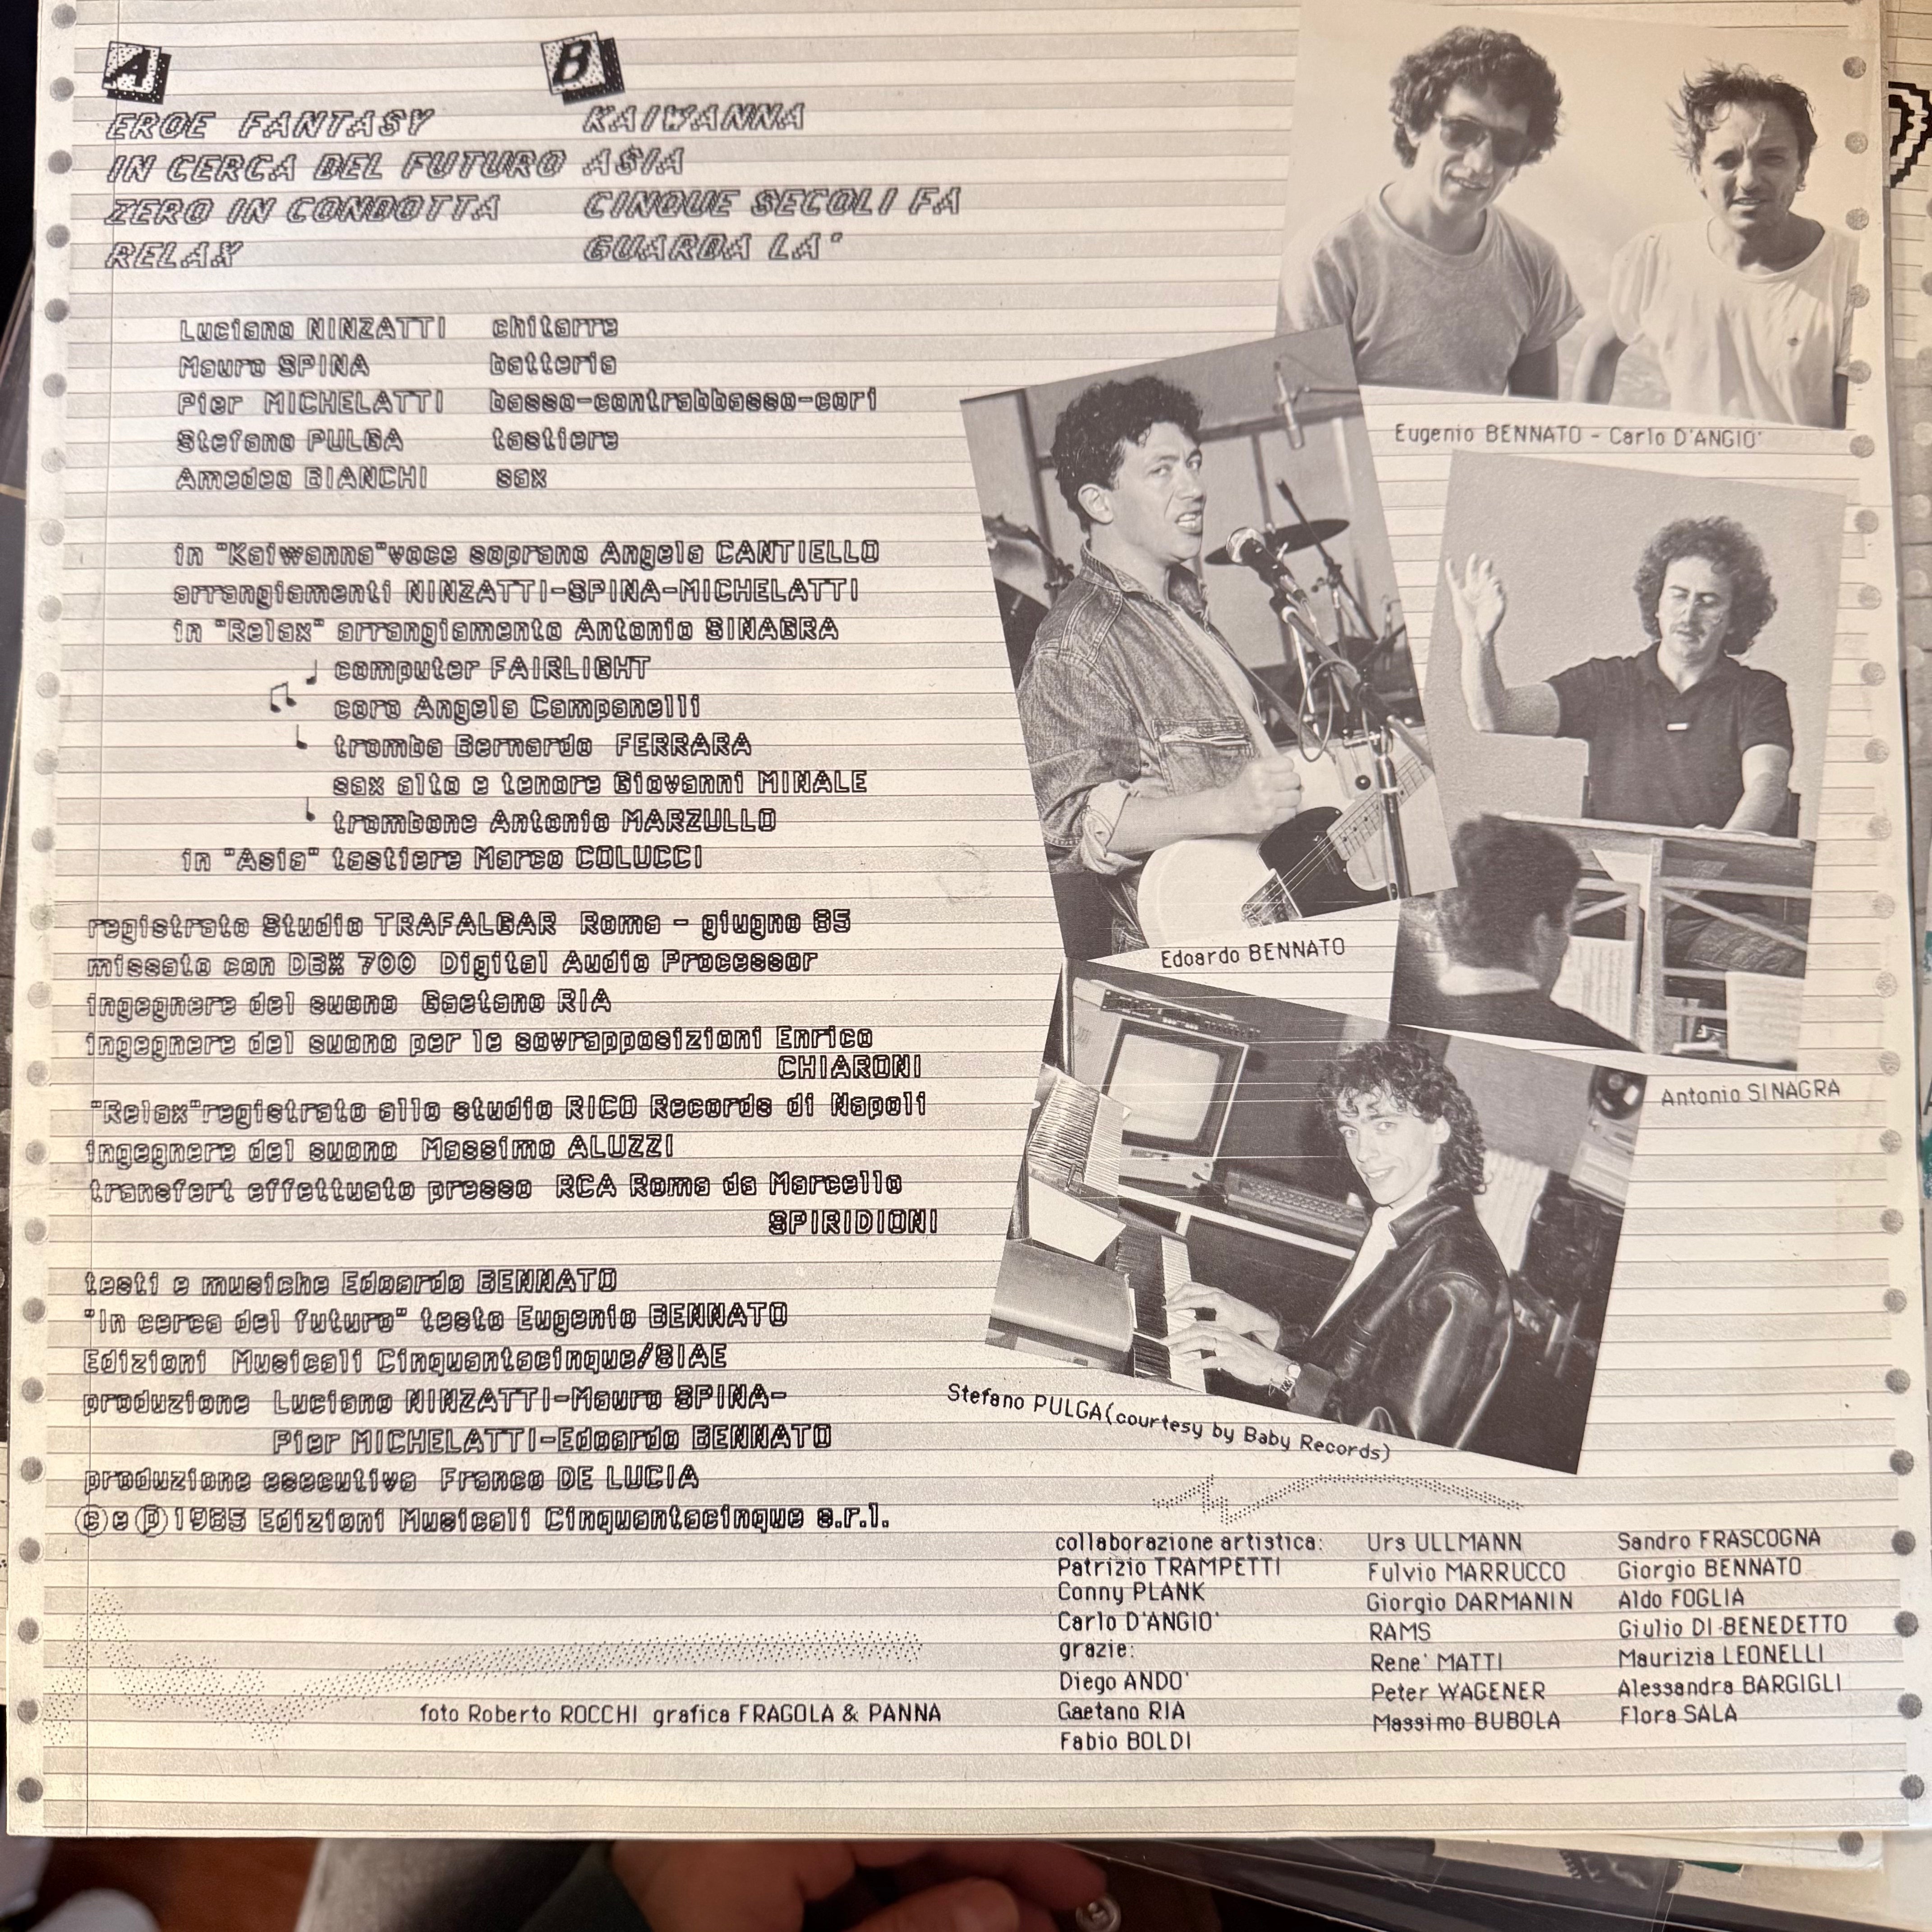 A
EROE FANTASY
IN CERCA DEL FUTURO
ZERO IN CONDOTTA
RELAX
B
KAIWANNA
ASIA
CINQUE SECOLI FA
GUARDA LA'
Luciano NINZATTI chitarre
Mauro SPINA batteria
Pier MICHELATTI basso-contrabbasso-cori
Stefano PULGA tastiere
Amedeo BIANCHI sax
in "Kaiwanna"voce soprano Angela CANTIELLO
arrangiamenti NINZATTI-SPINA-MICHELATTI
in "Relax" arrangiamento Antonio SINAGRA
computer FAIRLIGHT
coro Angela Campanelli
tromba Bernardo FERRARA
sax alto e tenore Giovanni MINALE
trombone Antonio MARZULLO
in "Asia" tastiere Marco COLUCCI
registrato Studio TRAFALGAR Roma - giugno 85
missato con DBX 700 Digital Audio Processor
ingegnere del suono Gaetano RIA
ingegnere del suono per le sovrapposizioni Enrico
CHIARONI
"Relax"registrato allo studio RICO Records di Napoli
ingegnere del suono Massimo ALUZZI
transfert effettuato presso RCA Roma da Marcello
SPIRIDIONI
testi e musiche Edoardo BENNATO
"In cerca del futuro" testo Eugenio BENNATO
Edizioni Musicali Cinquantacinque/SIAE
produzione Luciano NINZATTI-Mauro SPINA-
Pier MICHELATTI-Edoardo BENNATO
produzione esecutiva Franco DE LUCIA
© e ℗ 1985 Edizioni Musicali Cinquantacinque s.r.l.
foto Roberto ROCCHI grafica FRAGOLA & PANNA
Eugenio BENNATO - Carlo D'ANGIO'
Edoardo BENNATO
Antonio SINAGRA
Stefano PULGA(courtesy by Baby Records)
collaborazione artistica:
Patrizio TRAMPETTI
Conny PLANK
Carlo D'ANGIO'
grazie:
Diego ANDO'
Gaetano RIA
Fabio BOLDI
Urs ULLMANN
Fulvio MARRUCCO
Giorgio DARMANIN
RAMS
Rene' MATTI
Peter WAGENER
Massimo BUBOLA
Sandro FRASCOGNA
Giorgio BENNATO
Aldo FOGLIA
Giulio DI BENEDETTO
Maurizia LEONELLI
Alessandra BARGIGLI
Flora SALA